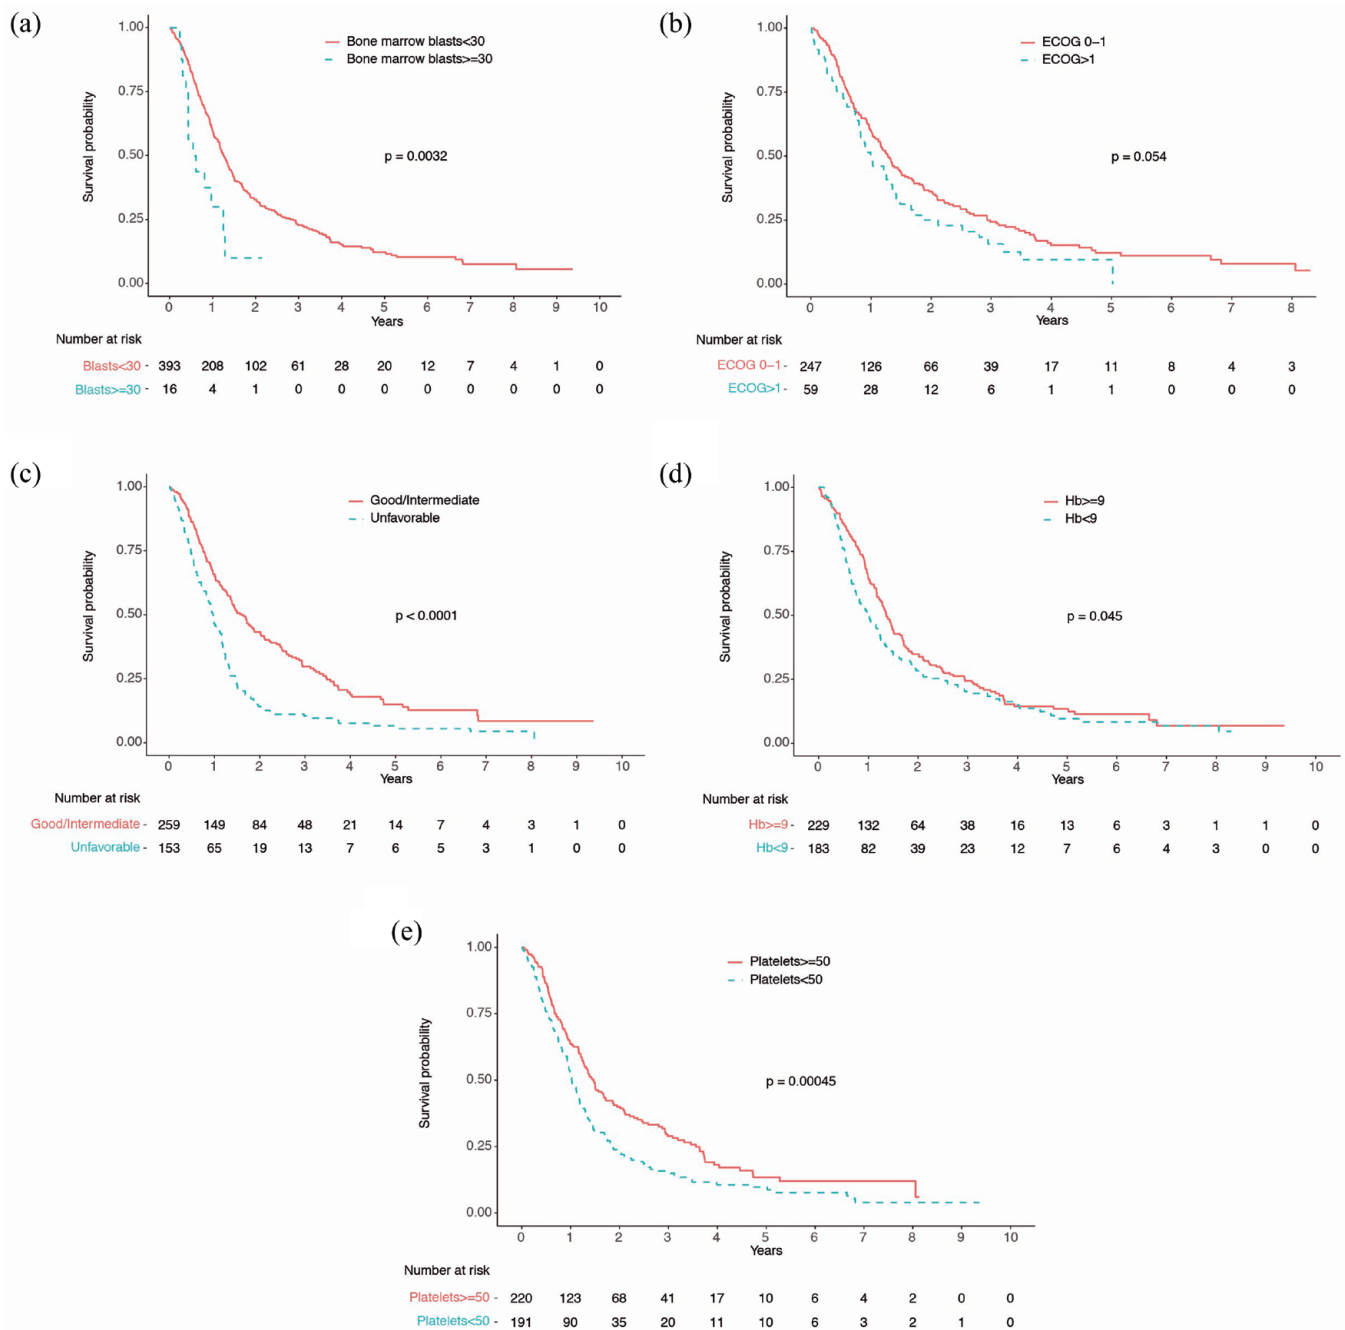 (a)
1.00
0.75
0.50
0.25
0.00
Survival probability
Bone marrow blasts<30
Bone marrow blasts>=30
p = 0.0032
0 1 2 3 4 5 6 7 8 9 10
Years
Number at risk
Blasts<30 - 393 208 102 61 28 20 12 7 4 1 0
Blasts>=30 - 16 4 1 0 0 0 0 0 0 0 0
(b)
1.00
0.75
0.50
0.25
0.00
Survival probability
ECOG 0-1
ECOG>1
p = 0.054
0 1 2 3 4 5 6 7 8
Years
Number at risk
ECOG 0-1 - 247 126 66 39 17 11 8 4 3
ECOG>1 - 59 28 12 6 1 1 0 0 0
(c)
1.00
0.75
0.50
0.25
0.00
Survival probability
Good/Intermediate
Unfavorable
p < 0.0001
0 1 2 3 4 5 6 7 8 9 10
Years
Number at risk
Good/Intermediate - 259 149 84 48 21 14 7 4 3 1 0
Unfavorable - 153 65 19 13 7 6 5 3 1 0 0
(d)
1.00
0.75
0.50
0.25
0.00
Survival probability
Hb>=9
Hb<9
p = 0.045
0 1 2 3 4 5 6 7 8 9 10
Years
Number at risk
Hb>=9 - 229 132 64 38 16 13 6 3 1 1 0
Hb<9 - 183 82 39 23 12 7 6 4 3 0 0
(e)
1.00
0.75
0.50
0.25
0.00
Survival probability
Platelets>=50
Platelets<50
p = 0.00045
0 1 2 3 4 5 6 7 8 9 10
Years
Number at risk
Platelets>=50 - 220 123 68 41 17 10 6 4 2 0 0
Platelets<50 - 191 90 35 20 11 10 6 3 2 1 0